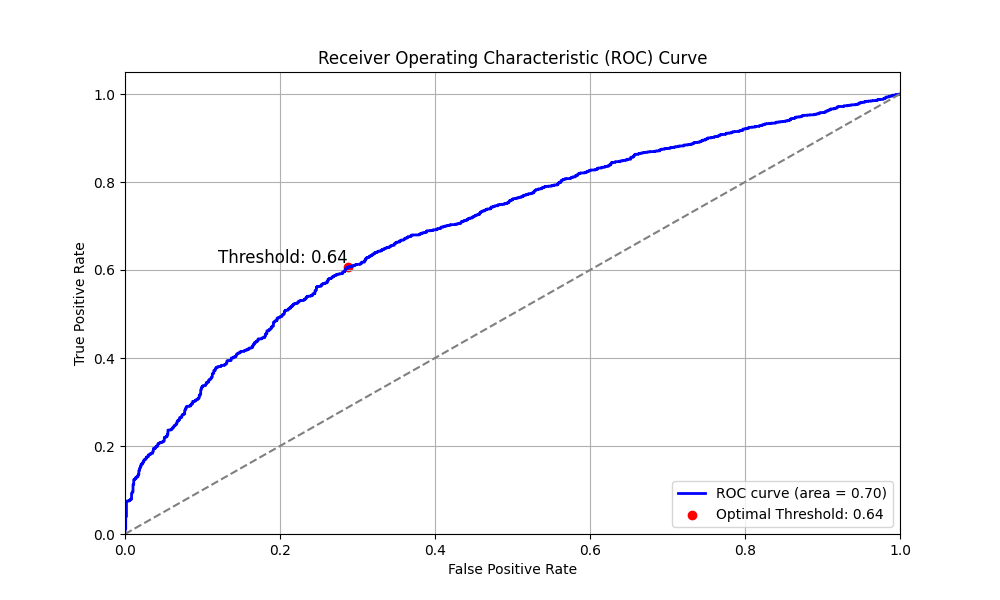 Receiver Operating Characteristic (ROC) Curve
True Positive Rate
1.0
0.8
0.6
0.4
0.2
0.0
Threshold: 0.64
ROC curve (area = 0.70)
Optimal Threshold: 0.64
0.0 0.2 0.4 0.6 0.8 1.0
False Positive Rate